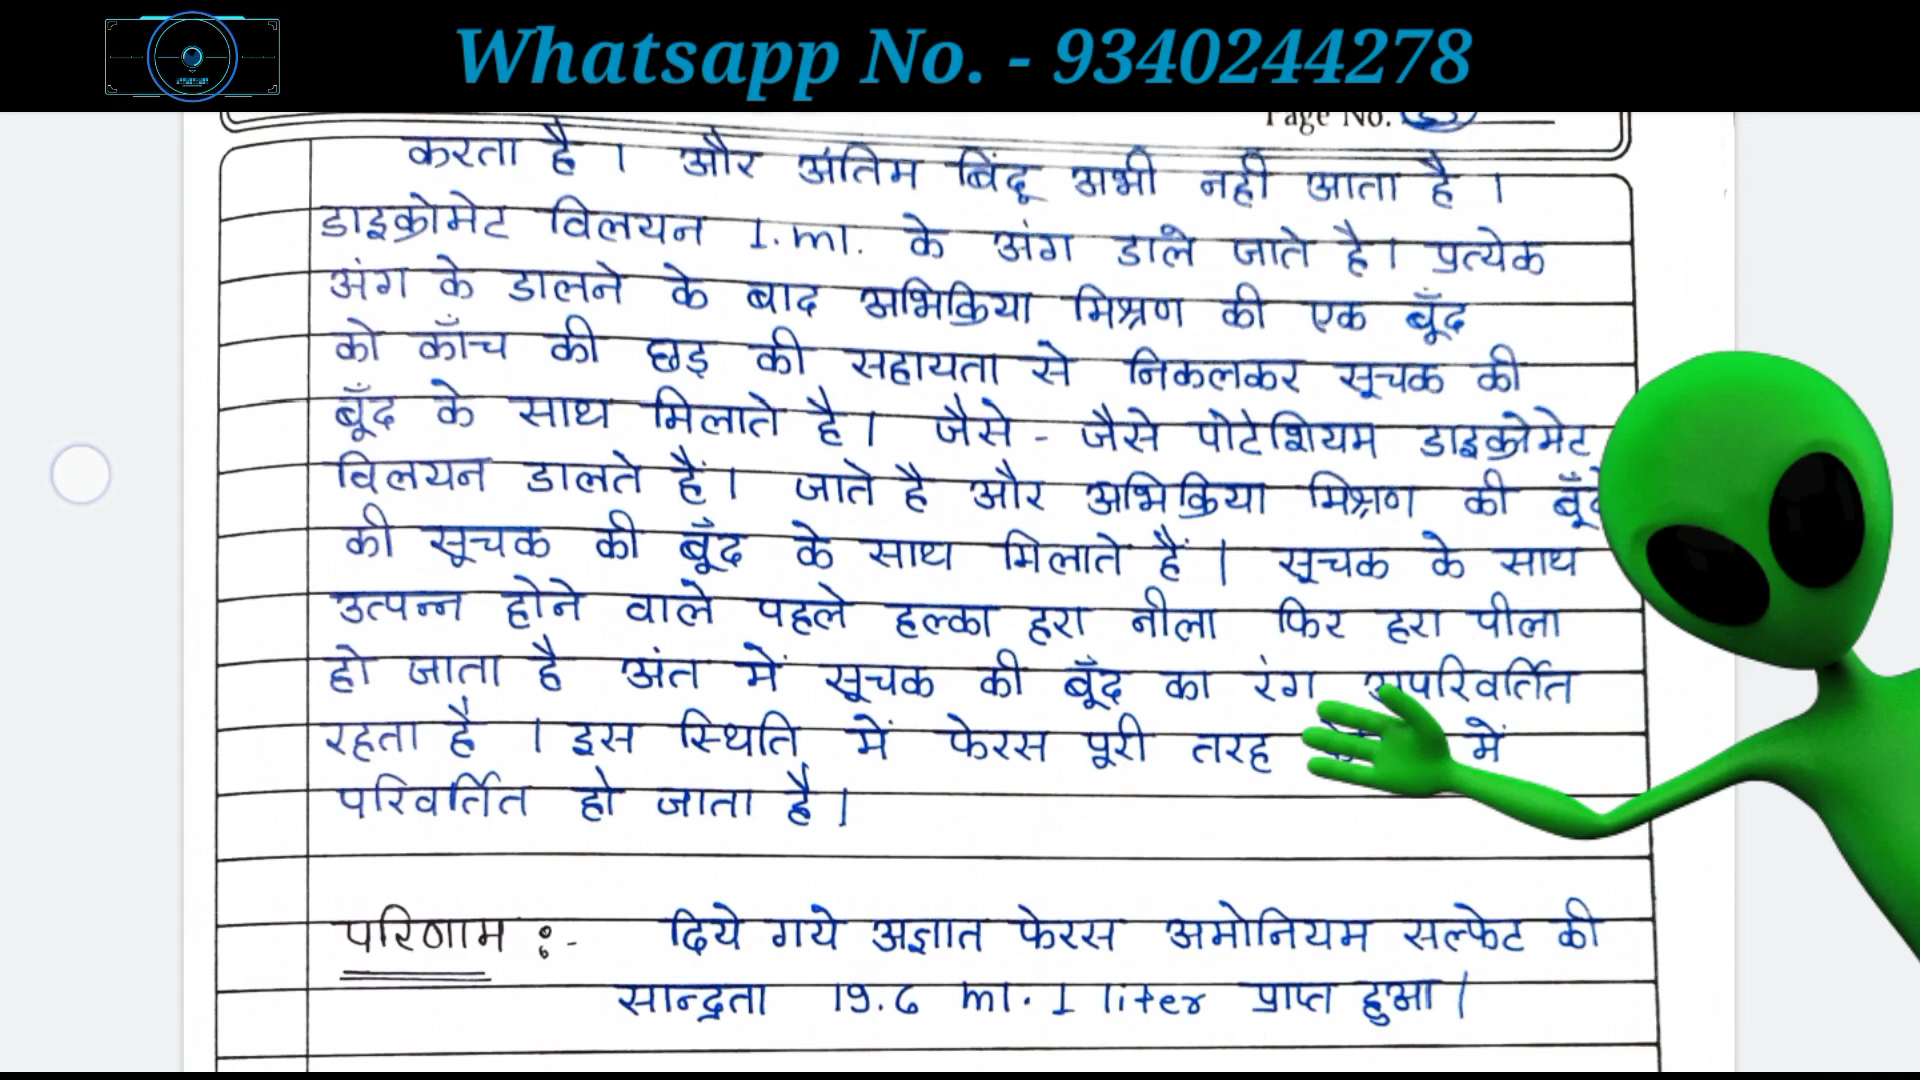 Whatsapp No. - 9340244278
Page No.
करता है । और अंतिम बिंदू अभी नही आता है ।
डाइक्रोमेट विलयन 1.ml. के अंग डाले जाते है। प्रत्येक
अंग के डालने के बाद अभिक्रिया मिश्रण की एक बूँद
को काँच की छड़ की सहायता से निकलकर सूचक की
बूँद के साथ मिलाते है। जैसे - जैसे पोटेशियम डाइक्रोमेट
विलयन डालते हैं। जाते है और अभिक्रिया मिश्रण की
की सूचक की बूँद के साथ मिलाते हैं | सूचक के साथ
उत्पन्न होने वाले पहले हल्का हरा नीला फिर हरा पीला
हो जाता है अंत में सूचक की बूँद का रंग अपरिवर्तित
रहता है । इस स्थिति में फेरस पूरी तरह में
परिवर्तित हो जाता है।
परिणाम :- दिये गये अज्ञात फेरस अमोनियम सल्फेट की
सान्द्रता 19.6 ml. 1 liter प्राप्त हुआ |